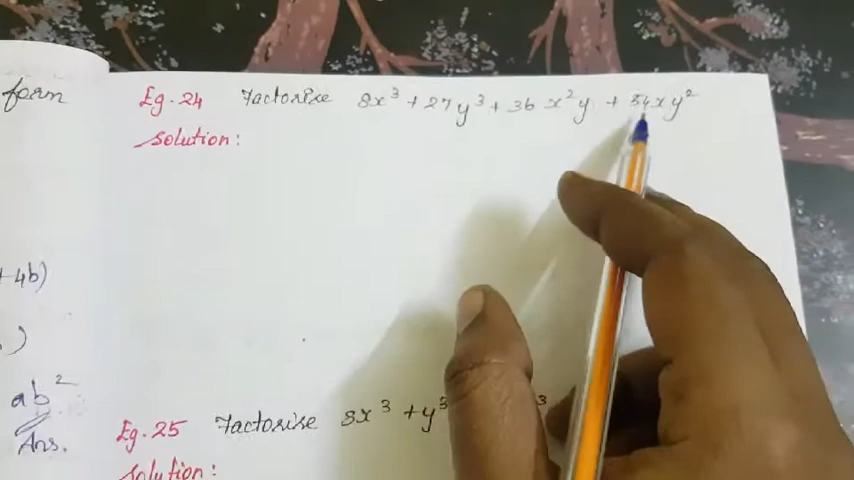 form
Eg. 24 Factorise 8x³ + 27y³ + 36 x²y + 54xy²
Solution:
+4b)
)
ab²
Ans.
Eg. 25 Factorise 8x³ + y³
Solution: